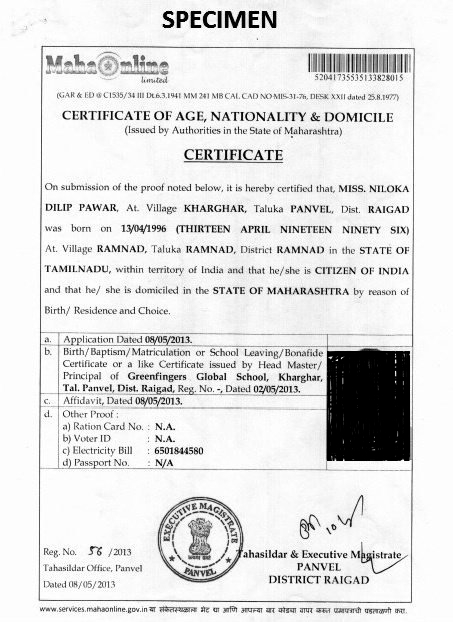 SPECIMEN
MahaOnline
limited
52041735535133828015
(GAR & ED @ C1535/34 III Dt.6.3.1941 MM 241 MB CAL CAD NO-MIS-31-76, DESK XXII dated 25.8.1977)
CERTIFICATE OF AGE, NATIONALITY & DOMICILE
(Issued by Authorities in the State of Maharashtra)
CERTIFICATE
On submission of the proof noted below, it is hereby certified that, MISS. NILOKA
DILIP PAWAR, At. Village KHARGHAR, Taluka PANVEL, Dist. RAIGAD
was born on 13/04/1996 (THIRTEEN APRIL NINETEEN NINETY SIX)
At. Village RAMNAD, Taluka RAMNAD, District RAMNAD in the STATE OF
TAMILNADU, within territory of India and that he/she is CITIZEN OF INDIA
and that he/ she is domiciled in the STATE OF MAHARASHTRA by reason of
Birth/ Residence and Choice.
a. Application Dated 08/05/2013.
b. Birth/Baptism/Matriculation or School Leaving/Bonafide
Certificate or a like Certificate issued by Head Master/
Principal of Greenfingers Global School, Kharghar,
Tal. Panvel, Dist. Raigad, Reg. No. -, Dated 02/05/2013.
c. Affidavit, Dated 08/05/2013.
d. Other Proof :
a) Ration Card No. : N.A.
b) Voter ID : N.A.
c) Electricity Bill : 6501844580
d) Passport No. : N/A
EXECUTIVE MAGISTRATE
PANVEL
Reg. No. 56 /2013
Tahasildar Office, Panvel
Dated 08/05/2013
Tahasildar & Executive Magistrate
PANVEL
DISTRICT RAIGAD
www.services.mahaonline.gov.in या संकेतस्थळाला भेट द्या आणि आपल्या बार कोडचा वापर करून प्रमाणपत्राची पडताळणी करा.